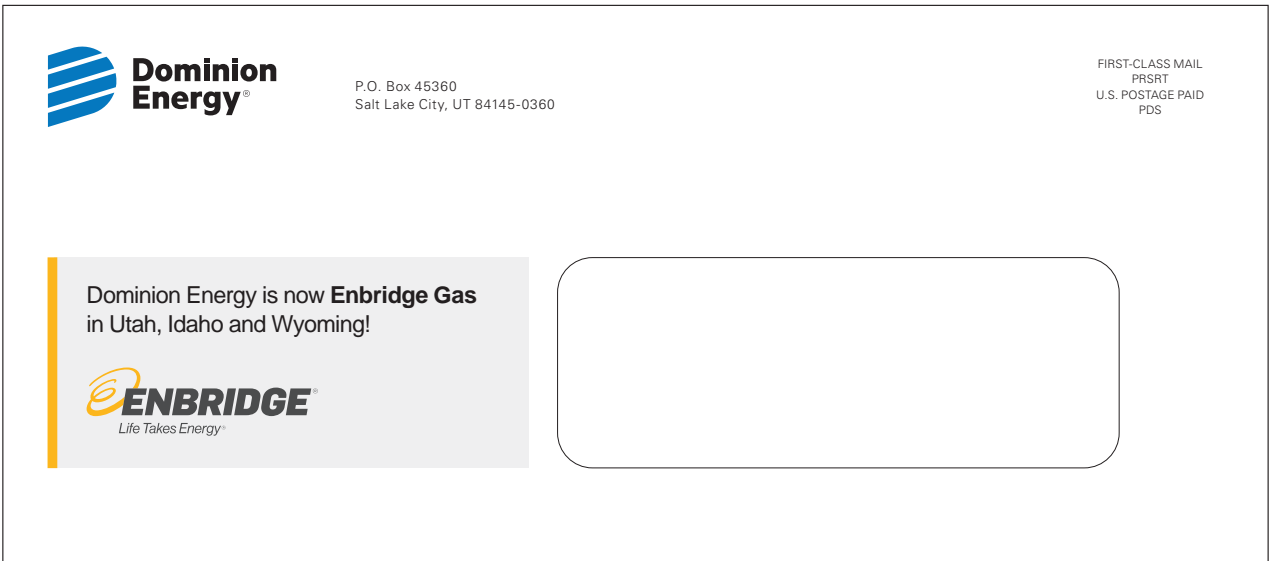 Dominion
Energy®
P.O. Box 45360
Salt Lake City, UT 84145-0360
FIRST-CLASS MAIL
PRSRT
U.S. POSTAGE PAID
PDS
Dominion Energy is now Enbridge Gas
in Utah, Idaho and Wyoming!
ENBRIDGE®
Life Takes Energy®